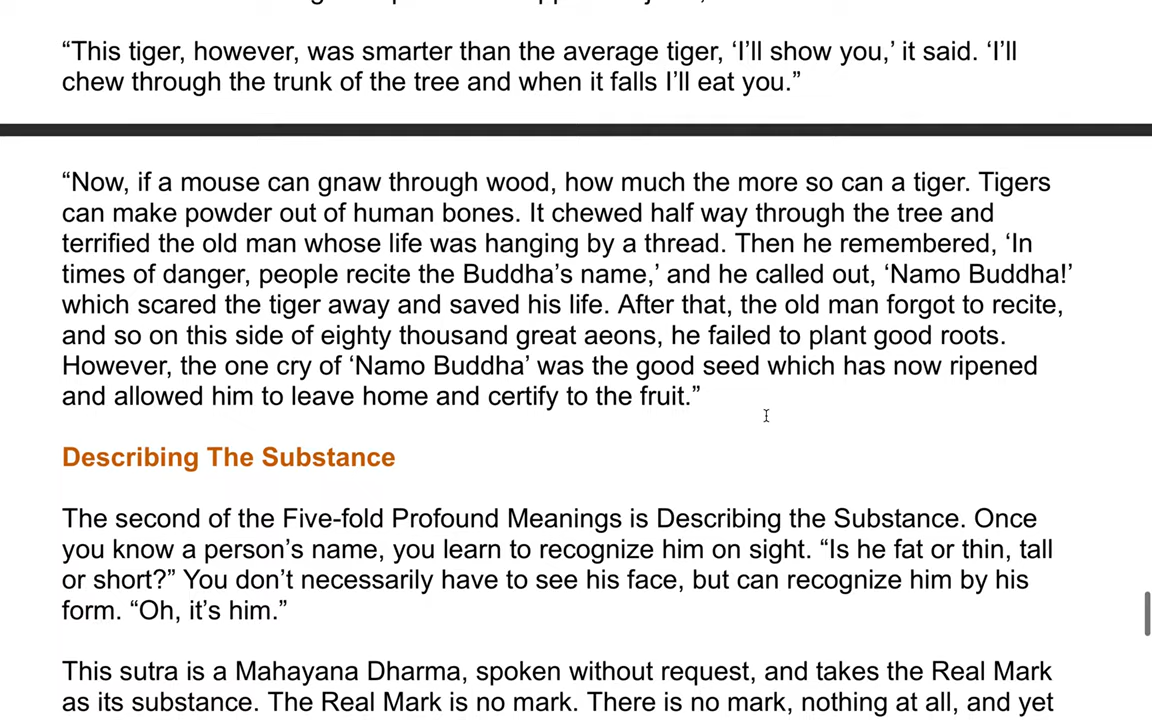 “This tiger, however, was smarter than the average tiger, ‘I’ll show you,’ it said. ‘I’ll
chew through the trunk of the tree and when it falls I’ll eat you.”
“Now, if a mouse can gnaw through wood, how much the more so can a tiger. Tigers
can make powder out of human bones. It chewed half way through the tree and
terrified the old man whose life was hanging by a thread. Then he remembered, ‘In
times of danger, people recite the Buddha’s name,’ and he called out, ‘Namo Buddha!’
which scared the tiger away and saved his life. After that, the old man forgot to recite,
and so on this side of eighty thousand great aeons, he failed to plant good roots.
However, the one cry of ‘Namo Buddha’ was the good seed which has now ripened
and allowed him to leave home and certify to the fruit.”
Describing The Substance
The second of the Five-fold Profound Meanings is Describing the Substance. Once
you know a person’s name, you learn to recognize him on sight. “Is he fat or thin, tall
or short?” You don’t necessarily have to see his face, but can recognize him by his
form. “Oh, it’s him.”
This sutra is a Mahayana Dharma, spoken without request, and takes the Real Mark
as its substance. The Real Mark is no mark. There is no mark, nothing at all, and yet